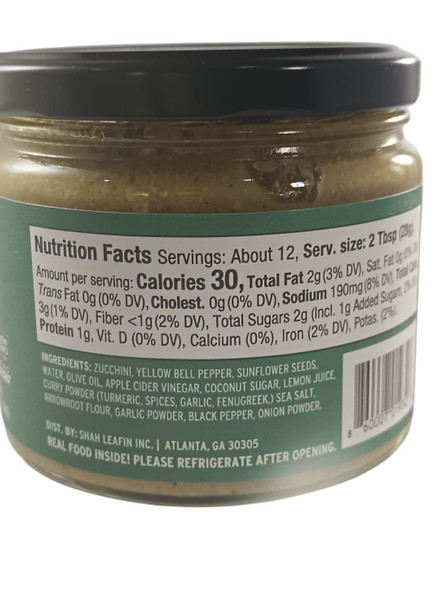 Nutrition Facts Servings: About 12, Serv. size: 2 Tbsp (28g),
Amount per serving: Calories 30, Total Fat 2g (3% DV), Sat. Fat 0g
Trans Fat 0g (0% DV), Cholest. 0g (0% DV), Sodium 190mg (8% DV), Total
3g (1% DV), Fiber <1g (2% DV), Total Sugars 2g (Incl. 1g Added Sugars,
Protein 1g, Vit. D (0% DV), Calcium (0%), Iron (2% DV), Potas. (2%).
INGREDIENTS: ZUCCHINI, YELLOW BELL PEPPER, SUNFLOWER SEEDS,
WATER, OLIVE OIL, APPLE CIDER VINEGAR, COCONUT SUGAR, LEMON JUICE,
CURRY POWDER (TURMERIC, SPICES, GARLIC, FENUGREEK,) SEA SALT,
ARROWROOT FLOUR, GARLIC POWDER, BLACK PEPPER, ONION POWDER.
DIST. BY: SHAH LEAFIN INC. | ATLANTA, GA 30305
REAL FOOD INSIDE! PLEASE REFRIGERATE AFTER OPENING.